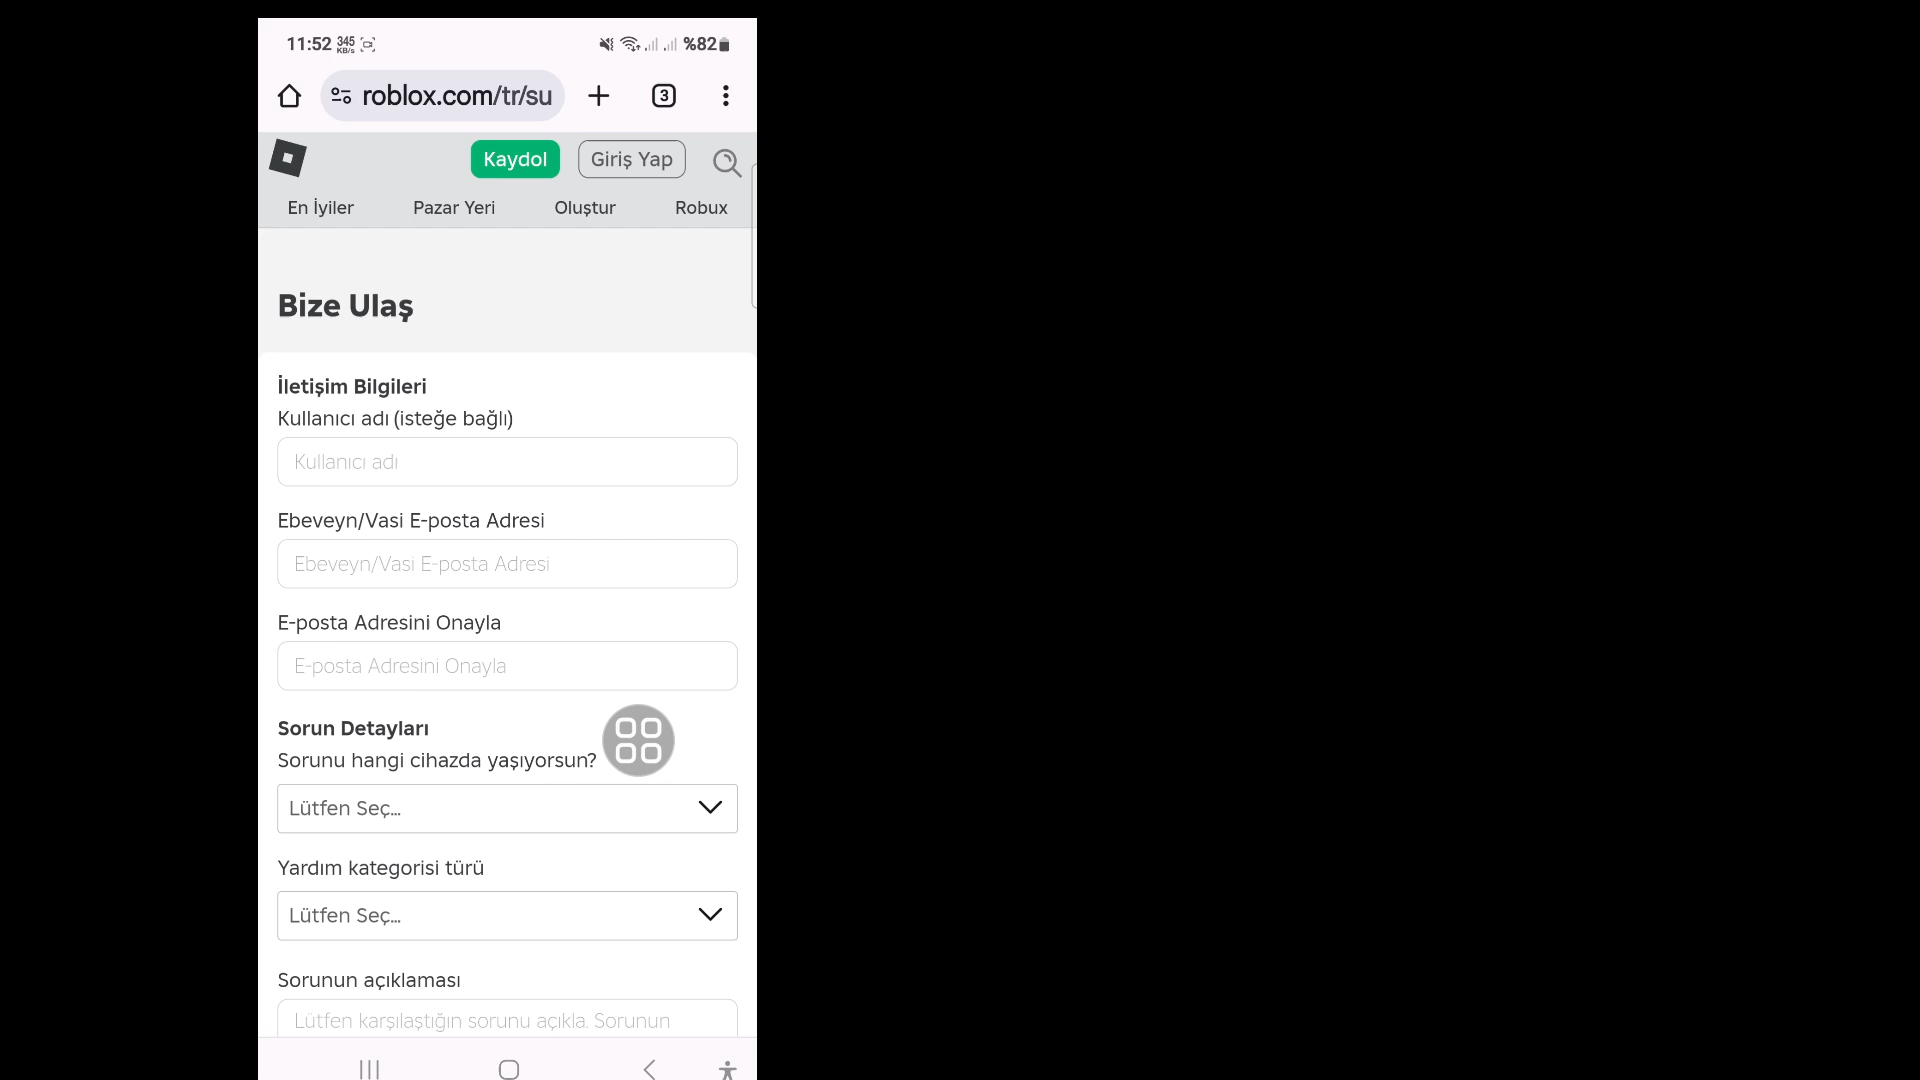 11:52 345 KB/s %82
roblox.com/tr/su 3
Kaydol Giriş Yap
En İyiler Pazar Yeri Oluştur Robux
Bize Ulaş
İletişim Bilgileri
Kullanıcı adı (isteğe bağlı)
Kullanıcı adı
Ebeveyn/Vasi E-posta Adresi
Ebeveyn/Vasi E-posta Adresi
E-posta Adresini Onayla
E-posta Adresini Onayla
Sorun Detayları
Sorunu hangi cihazda yaşıyorsun?
Lütfen Seç...
Yardım kategorisi türü
Lütfen Seç...
Sorunun açıklaması
Lütfen karşılaştığın sorunu açıkla. Sorunun